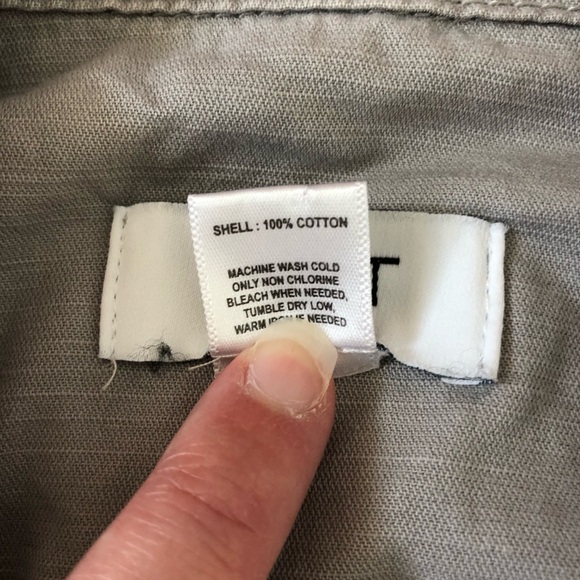 SHELL : 100% COTTON
MACHINE WASH COLD
ONLY NON CHLORINE
BLEACH WHEN NEEDED,
TUMBLE DRY LOW,
WARM IRON IF NEEDED
T